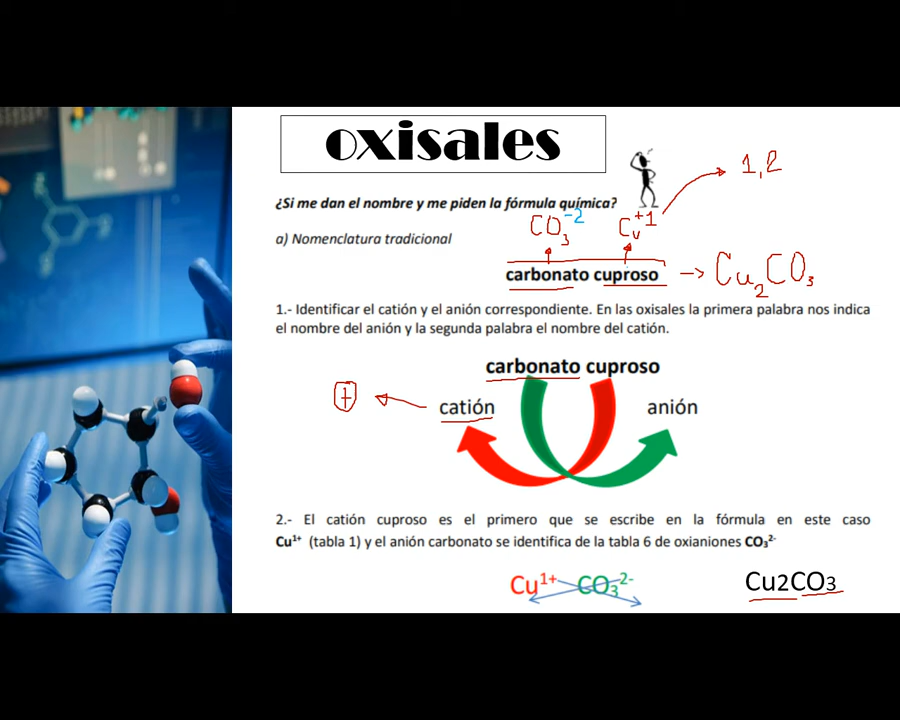 oxisales
1,2
¿Si me dan el nombre y me piden la fórmula química?
CO₃⁻² Cu⁺¹
a) Nomenclatura tradicional
carbonato cuproso → Cu₂CO₃
1.- Identificar el catión y el anión correspondiente. En las oxisales la primera palabra nos indica
el nombre del anión y la segunda palabra el nombre del catión.
carbonato cuproso
+ catión anión
2.- El catión cuproso es el primero que se escribe en la fórmula en este caso
Cu¹⁺ (tabla 1) y el anión carbonato se identifica de la tabla 6 de oxianiones CO₃²⁻
Cu¹⁺ CO₃²⁻ Cu2CO₃